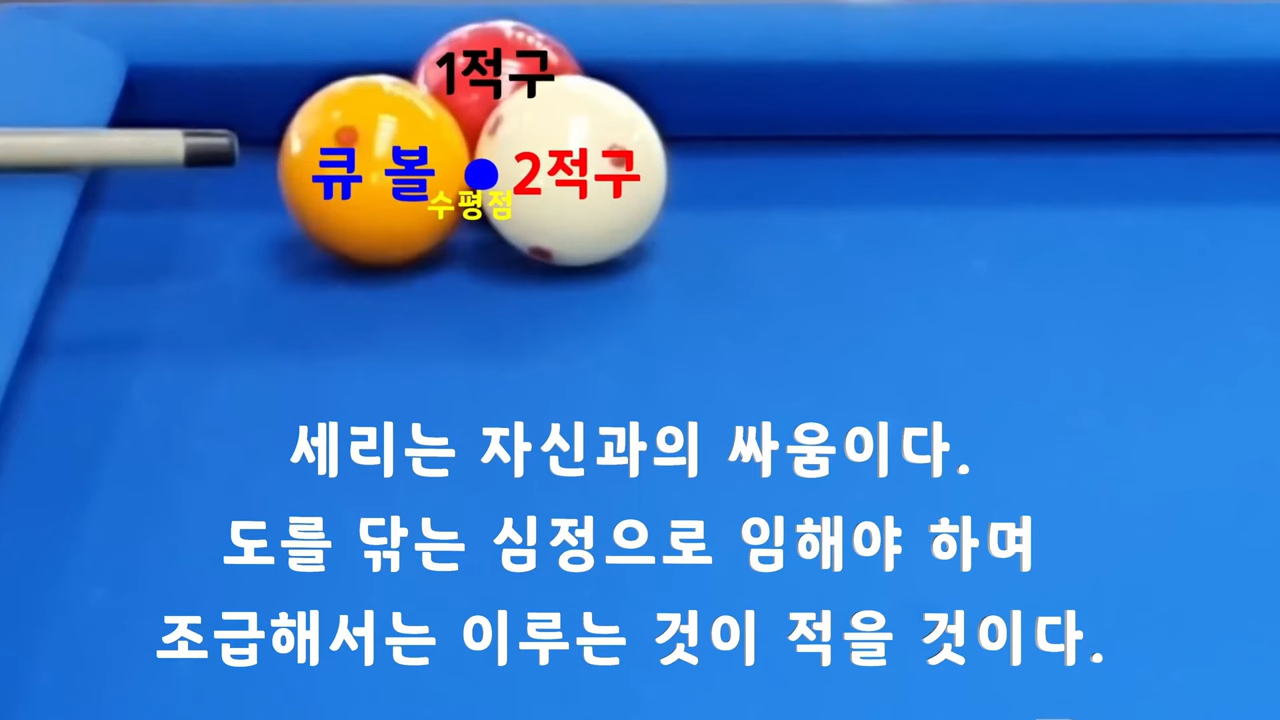 1적구
큐 볼 2적구
수평점
세리는 자신과의 싸움이다.
도를 닦는 심정으로 임해야 하며
조급해서는 이루는 것이 적을 것이다.